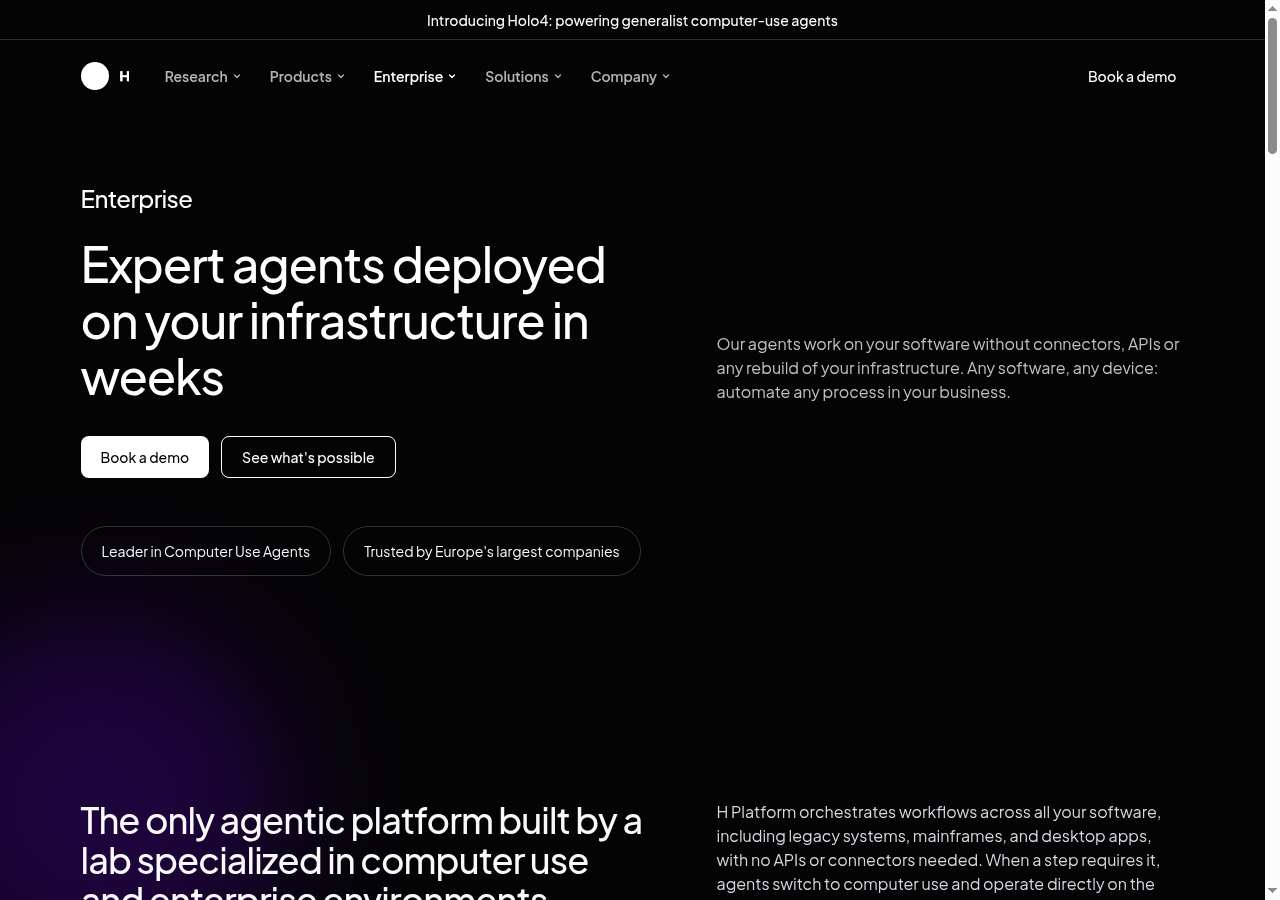 Introducing Holo4: powering generalist computer-use agents
H Research Products Enterprise Solutions Company Book a demo
Enterprise
Expert agents deployed
on your infrastructure in
weeks
Our agents work on your software without connectors, APIs or
any rebuild of your infrastructure. Any software, any device:
automate any process in your business.
Book a demo See what's possible
Leader in Computer Use Agents Trusted by Europe's largest companies
The only agentic platform built by a
lab specialized in computer use
and enterprise environments
H Platform orchestrates workflows across all your software,
including legacy systems, mainframes, and desktop apps,
with no APIs or connectors needed. When a step requires it,
agents switch to computer use and operate directly on the